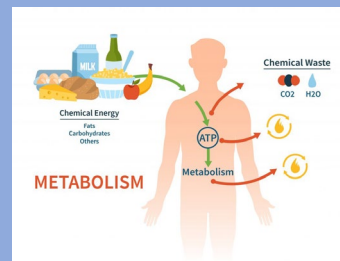 MILK
Chemical Energy
Fats
Carbohydrates
Others
METABOLISM
ATP
Metabolism
Chemical Waste
CO2 H2O